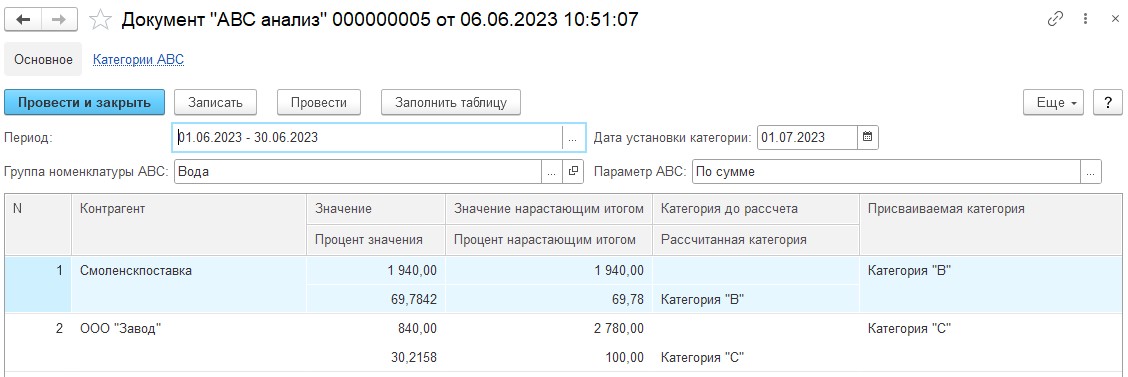 Документ "АВС анализ" 000000005 от 06.06.2023 10:51:07
Основное Категории АВС
Провести и закрыть Записать Провести Заполнить таблицу Еще ?
Период: 01.06.2023 - 30.06.2023 ... Дата установки категории: 01.07.2023
Группа номенклатуры АВС: Вода ... Параметр АВС: По сумме ...
N Контрагент Значение Значение нарастающим итогом Категория до рассчета Присваиваемая категория
Процент значения Процент нарастающим итогом Рассчитанная категория
1 Смоленскпоставка 1 940,00 1 940,00 Категория "В"
69,7842 69,78 Категория "В"
2 ООО "Завод" 840,00 2 780,00 Категория "С"
30,2158 100,00 Категория "С"